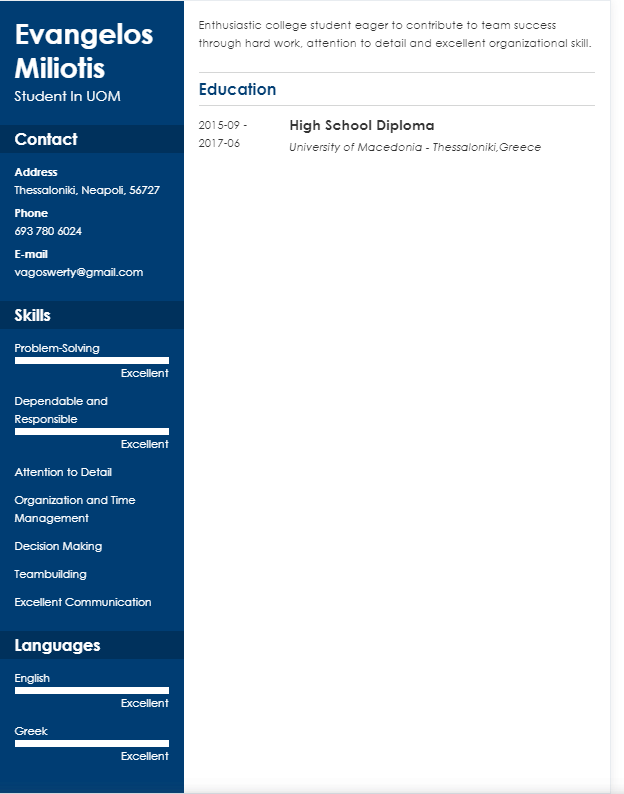 Evangelos
Miliotis
Student In UOM
Contact
Address
Thessaloniki, Neapoli, 56727
Phone
693 780 6024
E-mail
vagoswerty@gmail.com
Skills
Problem-Solving
Excellent
Dependable and
Responsible
Excellent
Attention to Detail
Organization and Time
Management
Decision Making
Teambuilding
Excellent Communication
Languages
English
Excellent
Greek
Excellent
Enthusiastic college student eager to contribute to team success
through hard work, attention to detail and excellent organizational skill.
Education
2015-09 -
2017-06
High School Diploma
University of Macedonia - Thessaloniki,Greece